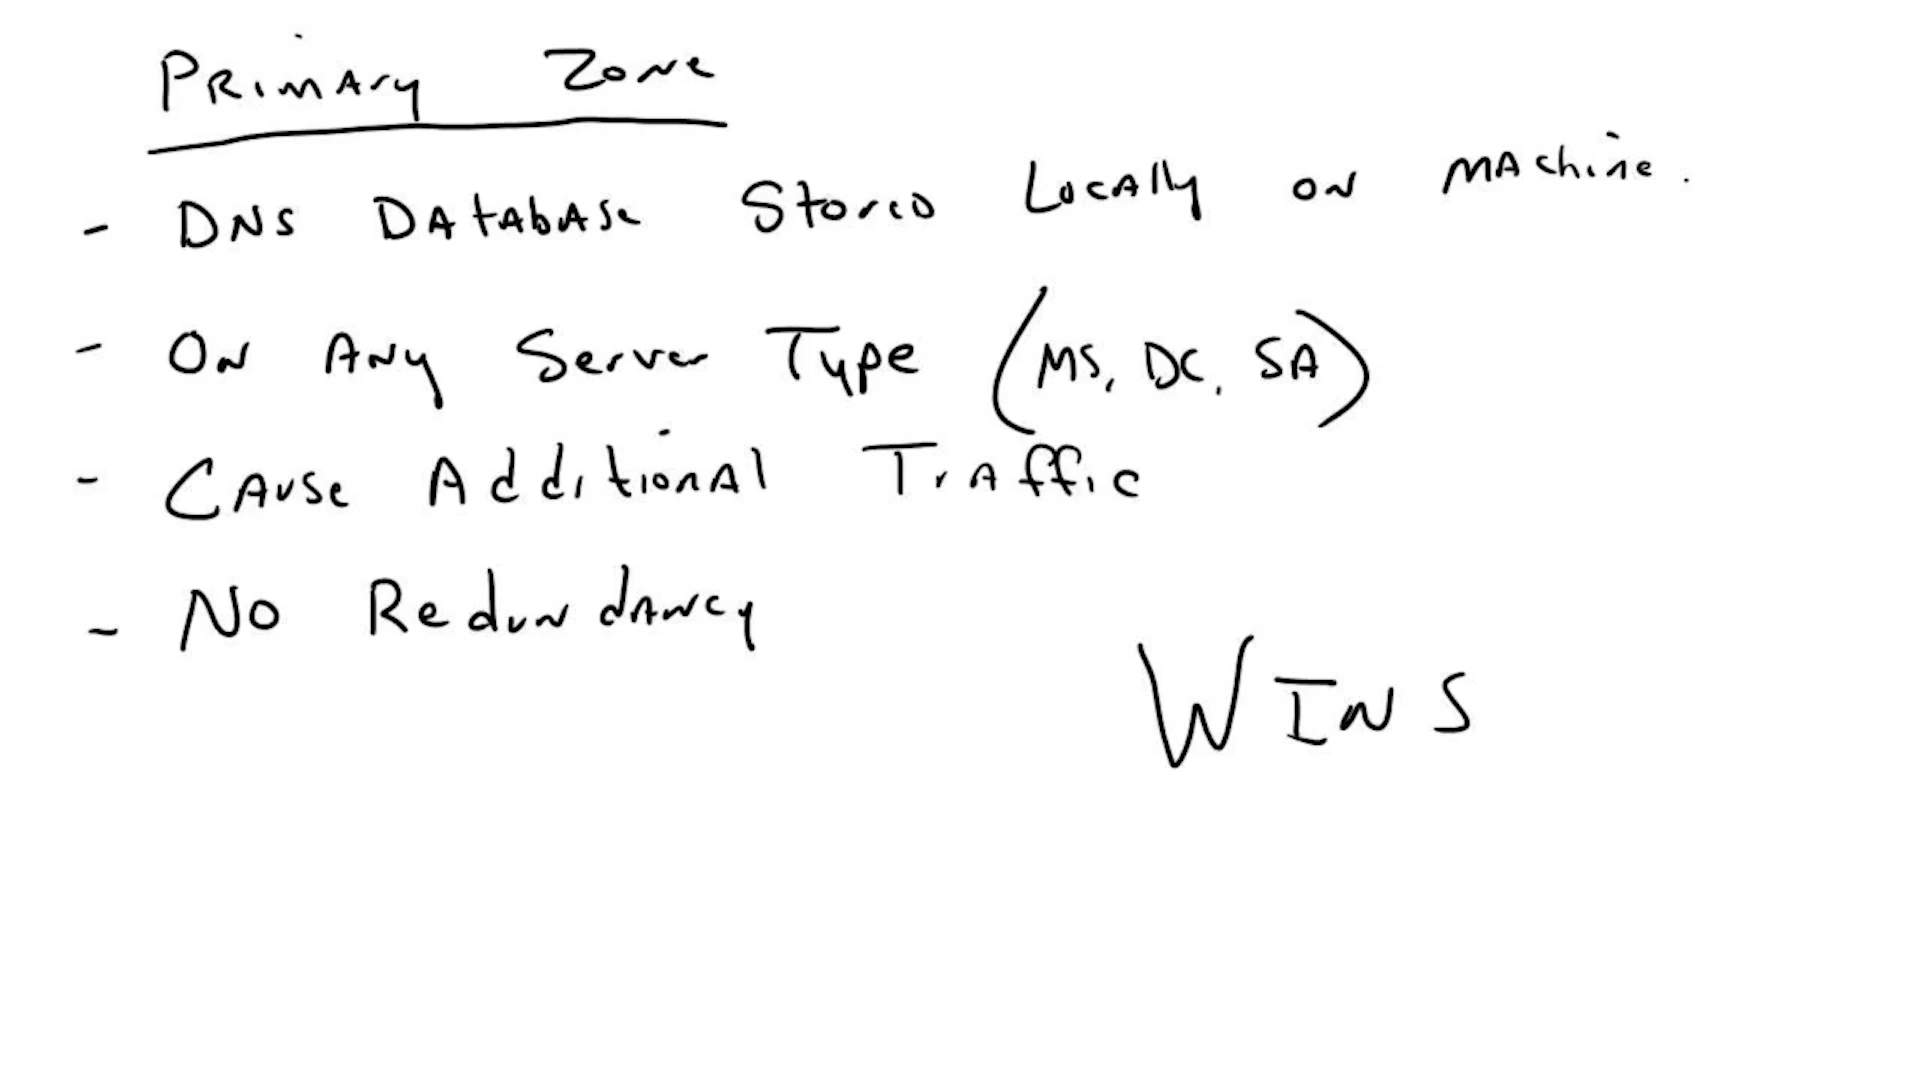 Primary Zone
- DNS Database Stored Locally on machine.
- On Any Server Type (MS, DC, SA)
- Cause Additional Traffic
- No Redundancy
WINS